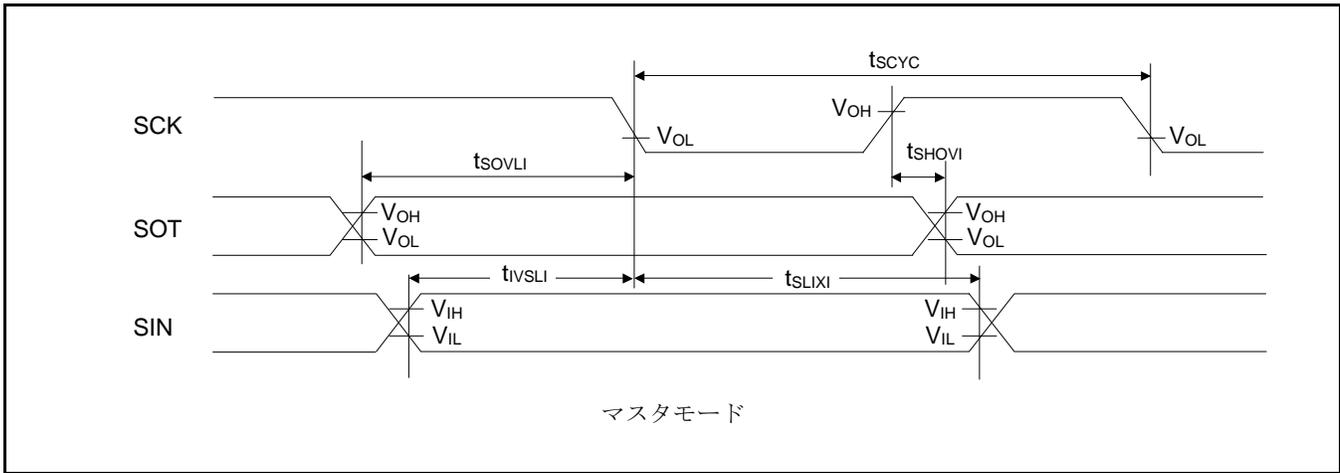 tSCYC
SCK
VOH
VOL
VOL
tSHOVI
tSOVLI
SOT
VOH
VOL
VOH
VOL
tIVSLI
tSLIXI
SIN
VIH
VIL
VIH
VIL
マスタモード